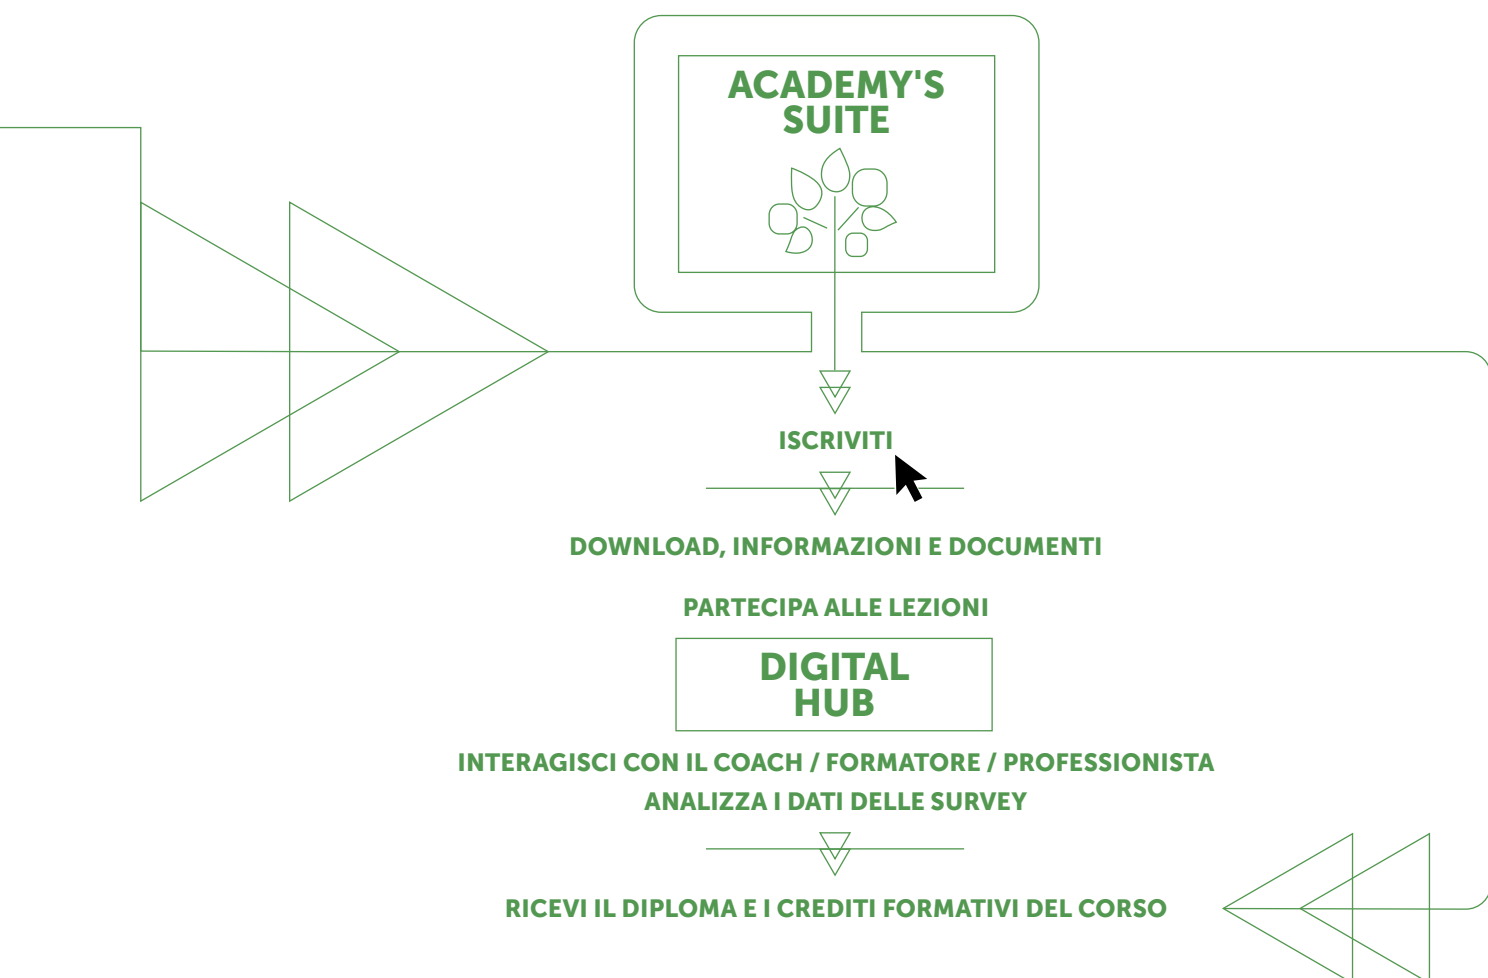 ACADEMY'S
SUITE
ISCRIVITI
DOWNLOAD, INFORMAZIONI E DOCUMENTI
PARTECIPA ALLE LEZIONI
DIGITAL
HUB
INTERAGISCI CON IL COACH / FORMATORE / PROFESSIONISTA
ANALIZZA I DATI DELLE SURVEY
RICEVI IL DIPLOMA E I CREDITI FORMATIVI DEL CORSO